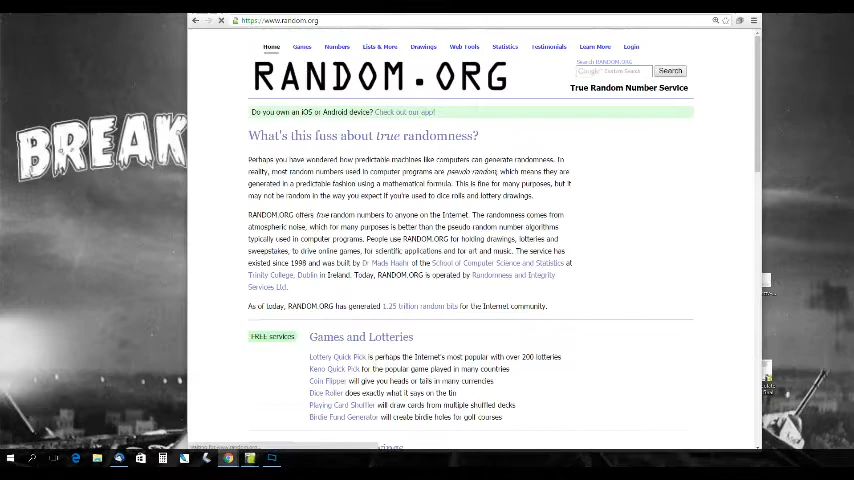 https://www.random.org
Home Games Numbers Lists & More Drawings Web Tools Statistics Testimonials Learn More Login
RANDOM.ORG
Search RANDOM.ORG
Google Custom Search Search
True Random Number Service
Do you own an iOS or Android device? Check out our app!
BREAK
What's this fuss about true randomness?
Perhaps you have wondered how predictable machines like computers can generate randomness. In
reality, most random numbers used in computer programs are pseudo-random, which means they are
generated in a predictable fashion using a mathematical formula. This is fine for many purposes, but it
may not be random in the way you expect if you're used to dice rolls and lottery drawings.
RANDOM.ORG offers true random numbers to anyone on the Internet. The randomness comes from
atmospheric noise, which for many purposes is better than the pseudo random number algorithms
typically used in computer programs. People use RANDOM.ORG for holding drawings, lotteries and
sweepstakes, to drive online games, for scientific applications and for art and music. The service has
existed since 1998 and was built by Dr Mads Haahr of the School of Computer Science and Statistics at
Trinity College, Dublin in Ireland. Today, RANDOM.ORG is operated by Randomness and Integrity
Services Ltd.
As of today, RANDOM.ORG has generated 1.25 trillion random bits for the Internet community.
FREE services
Games and Lotteries
Lottery Quick Pick is perhaps the Internet's most popular with over 200 lotteries
Keno Quick Pick for the popular game played in many countries
Coin Flipper will give you heads or tails in many currencies
Dice Roller does exactly what it says on the tin
Playing Card Shuffler will draw cards from multiple shuffled decks
Birdie Fund Generator will create birdie holes for golf courses